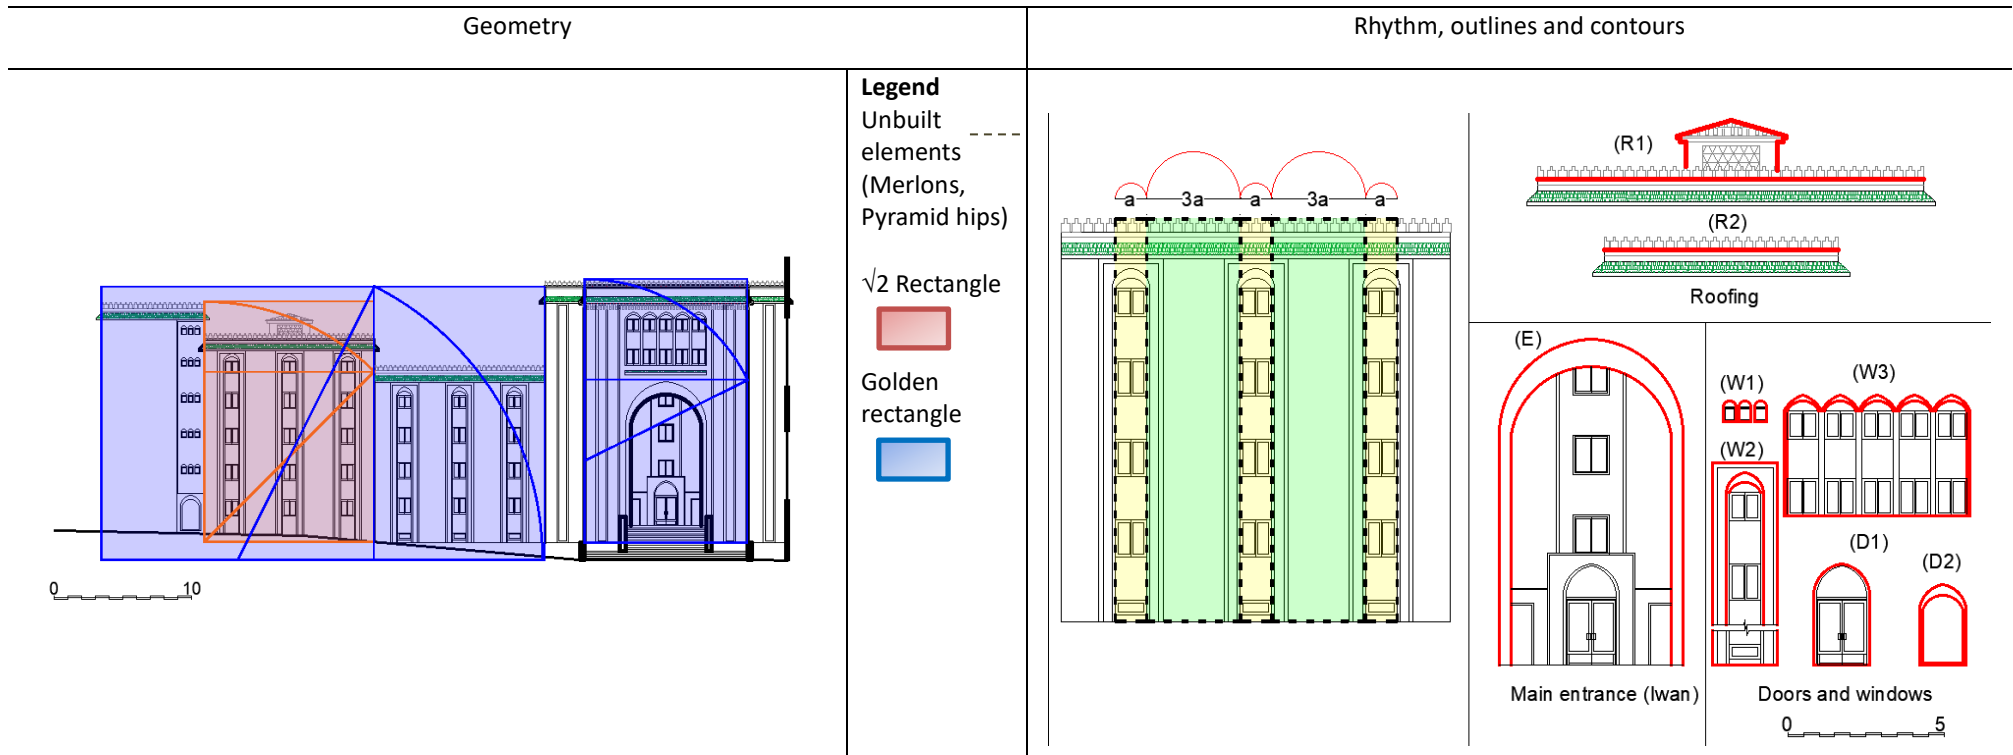 Geometry
Rhythm, outlines and contours
Legend
Unbuilt
elements
(Merlons,
Pyramid hips)
√2 Rectangle
Golden
rectangle
0 10
a 3a a 3a a
(R1)
(R2)
Roofing
(E)
Main entrance (Iwan)
(W1)
(W3)
(W2)
(D1)
(D2)
Doors and windows
0 5